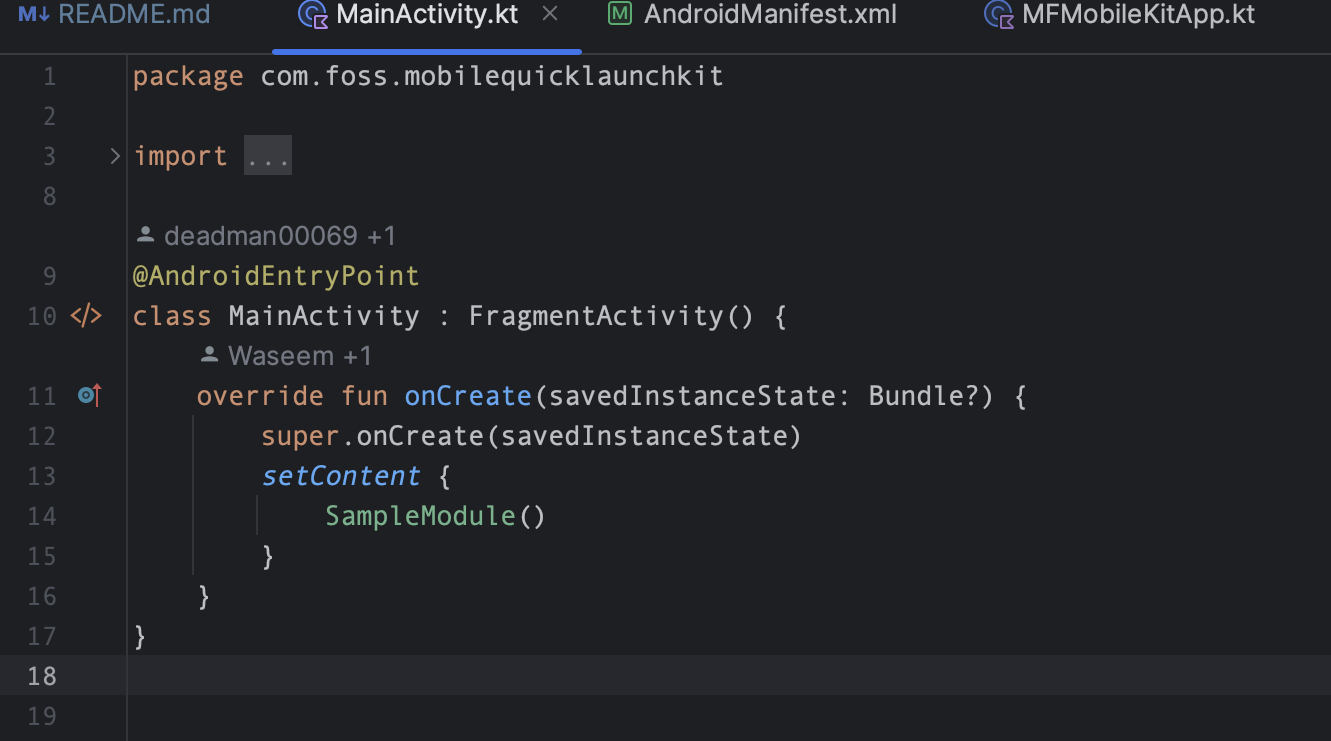 M↓ README.md MainActivity.kt × M AndroidManifest.xml MFMobileKitApp.kt
1 package com.foss.mobilequicklaunchkit
2
3 import ...
8
deadman00069 +1
9 @AndroidEntryPoint
10 </> class MainActivity : FragmentActivity() {
Waseem +1
11 override fun onCreate(savedInstanceState: Bundle?) {
12 super.onCreate(savedInstanceState)
13 setContent {
14 SampleModule()
15 }
16 }
17 }
18
19